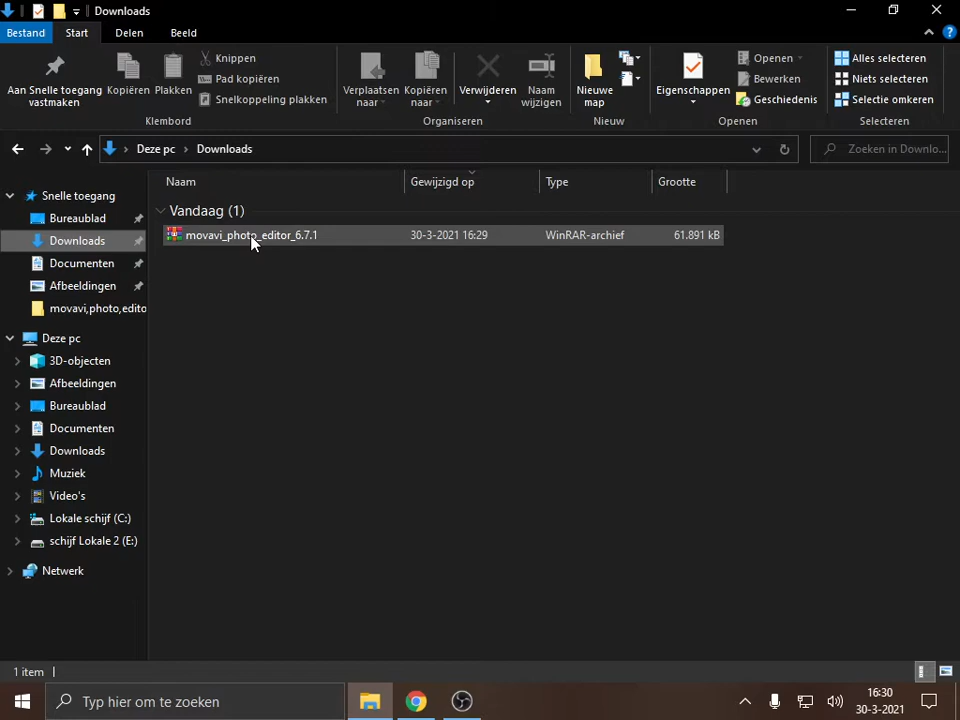 Downloads
Bestand Start Delen Beeld
Aan Snelle toegang vastmaken
Kopiëren
Plakken
Knippen
Pad kopiëren
Snelkoppeling plakken
Klembord
Verplaatsen naar
Kopiëren naar
Verwijderen
Naam wijzigen
Organiseren
Nieuwe map
Nieuw
Eigenschappen
Openen
Bewerken
Geschiedenis
Openen
Alles selecteren
Niets selecteren
Selectie omkeren
Selecteren
Deze pc Downloads
Zoeken in Downlo...
Naam Gewijzigd op Type Grootte
Vandaag (1)
movavi_photo_editor_6.7.1 30-3-2021 16:29 WinRAR-archief 61.891 kB
Snelle toegang
Bureaublad
Downloads
Documenten
Afbeeldingen
movavi,photo,edito
Deze pc
3D-objecten
Afbeeldingen
Bureaublad
Documenten
Downloads
Muziek
Video's
Lokale schijf (C:)
schijf Lokale 2 (E:)
Netwerk
1 item
Typ hier om te zoeken
16:30
30-3-2021